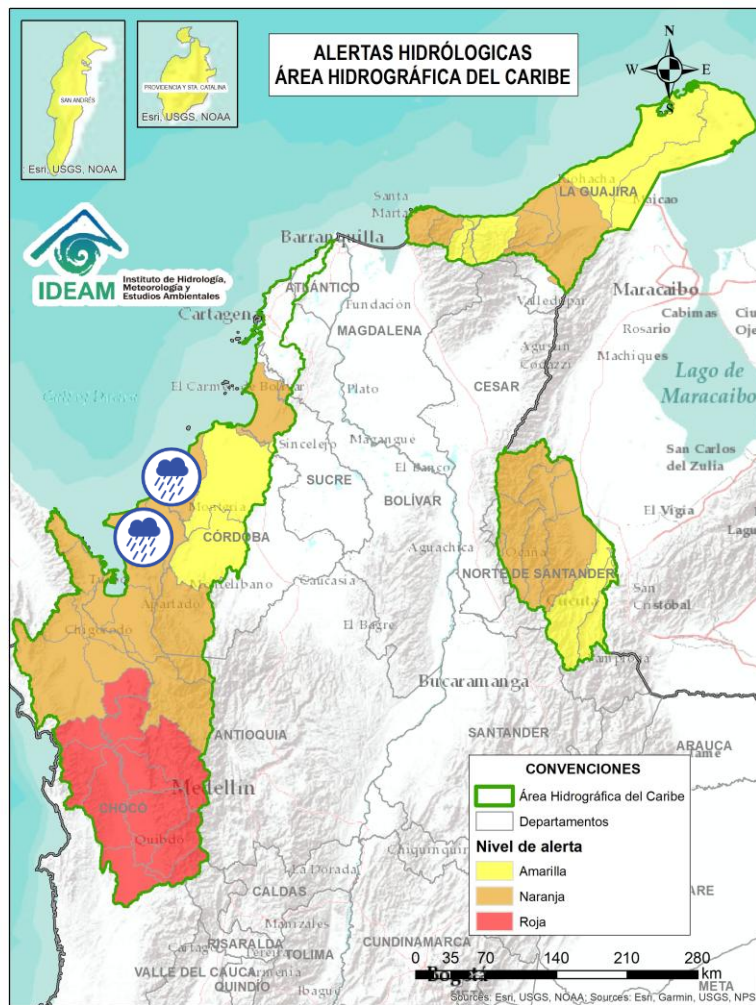 ALERTAS HIDRÓLOGICAS
ÁREA HIDROGRÁFICA DEL CARIBE
SAN ANDRÉS
Esri, USGS, NOAA
PROVIDENCIA Y STA. CATALINA
Esri, USGS, NOAA
N
W
E
S
IDEAM
Instituto de Hidrología,
Meteorología y
Estudios Ambientales
Santa
Marta
Riohacha
LA GUAJIRA
Maicao
Barranquilla
ATLÁNTICO
Fundación
Valledupar
Maracaibo
Cartagena
MAGDALENA
Cabimas
Rosario
Machiques
Agustín
Codazzi
CESAR
Lago de
Maracaibo
El Carmen de Bolívar
Plato
Sincelejo
Magangue
San Carlos
del Zulia
SUCRE
El Banco
BOLÍVAR
Montería
El Vigía
CÓRDOBA
Aguachica
Ocaña
NORTE DE SANTANDER
Montelíbano
Caucasia
San
Cristóbal
Apartado
Cúcuta
El Bagre
Chigorodó
Pamplona
Bucaramanga
ANTIOQUIA
SANTANDER
ARAUCA
Medellín
CHOCÓ
Quibdó
CONVENCIONES
Área Hidrográfica del Caribe
Departamentos
Nivel de alerta
Amarilla
Naranja
Roja
La Dorada
CALDAS
Manizales
RISARALDA
TOLIMA
CUNDINAMARCA
VALLE DEL CAUCA
Armenia
QUINDÍO
Ibagué
Bogotá
META
0 35 70 140 210 280
km
Sources: Esri, USGS, NOAA; Sources: Esri, Garmin, USGS, NPS